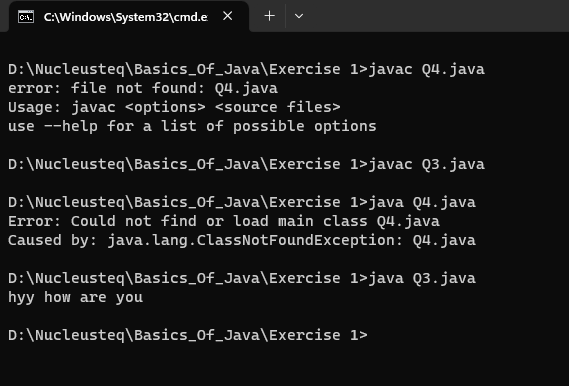 C:\Windows\System32\cmd.e
D:\Nucleusteq\Basics_Of_Java\Exercise 1>javac Q4.java
error: file not found: Q4.java
Usage: javac <options> <source files>
use --help for a list of possible options
D:\Nucleusteq\Basics_Of_Java\Exercise 1>javac Q3.java
D:\Nucleusteq\Basics_Of_Java\Exercise 1>java Q4.java
Error: Could not find or load main class Q4.java
Caused by: java.lang.ClassNotFoundException: Q4.java
D:\Nucleusteq\Basics_Of_Java\Exercise 1>java Q3.java
hyy how are you
D:\Nucleusteq\Basics_Of_Java\Exercise 1>